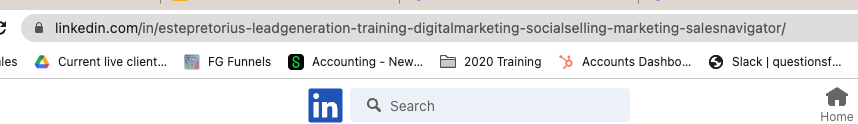 linkedin.com/in/estepretorius-leadgeneration-training-digitalmarketing-socialselling-marketing-salesnavigator/
les Current live client... FG Funnels Accounting - New... 2020 Training Accounts Dashbo... Slack | questionsf...
in Search
Home